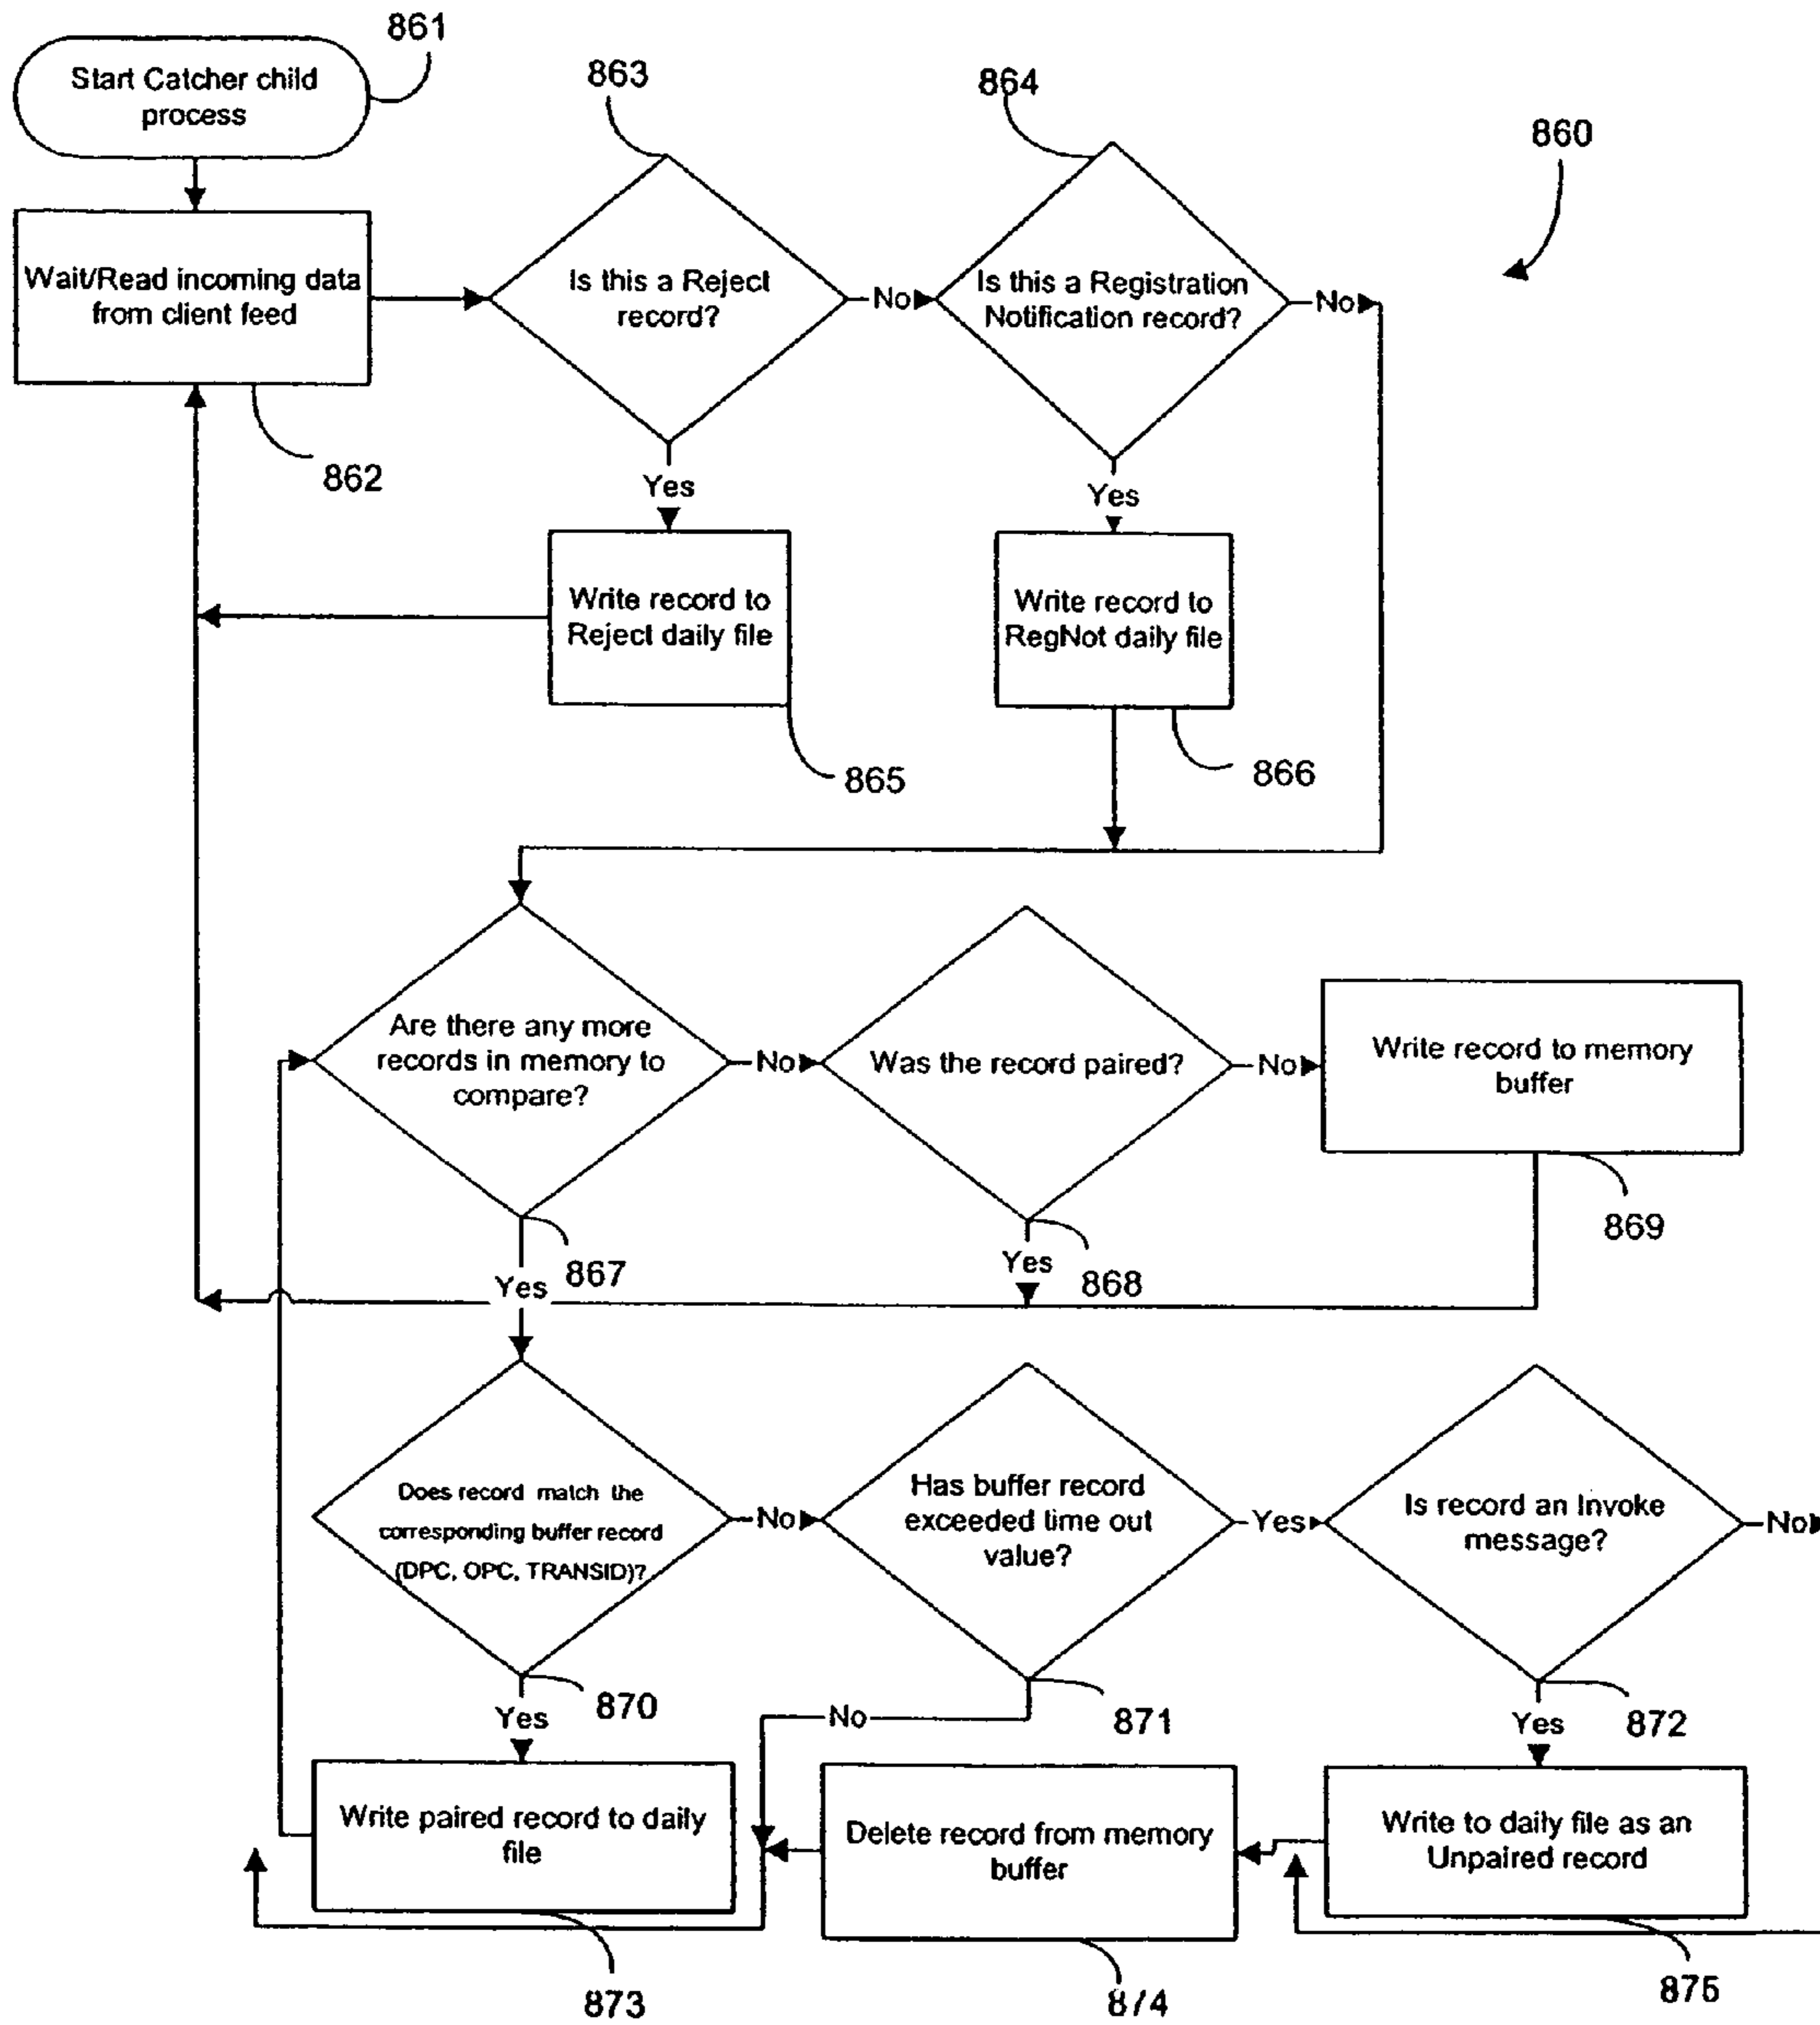 861
Start Catcher child
process
863
864
860
Wait/Read incoming data
from client feed
Is this a Reject
record?
No
Is this a Registration
Notification record?
No
862
Yes
Yes
Write record to
Reject daily file
Write record to
RegNot daily file
865
866
Are there any more
records in memory to
compare?
No
Was the record paired?
No
Write record to memory
buffer
869
867
Yes
868
Yes
Does record match the
corresponding buffer record
(DPC, OPC, TRANSID)?
No
Has buffer record
exceeded time out
value?
Yes
Is record an Invoke
message?
No
870
Yes
No
871
872
Yes
Write paired record to daily
file
Delete record from memory
buffer
Write to daily file as an
Unpaired record
873
874
875